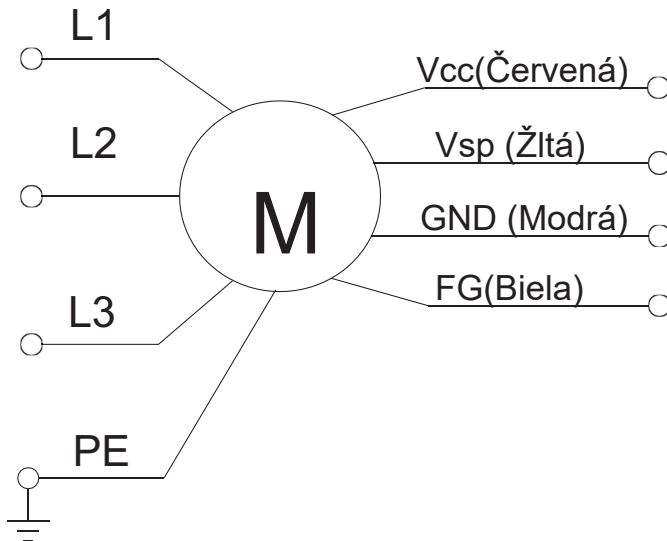 L1
L2
L3
PE
M
Vcc(Červená)
Vsp (Žltá)
GND (Modrá)
FG(Biela)